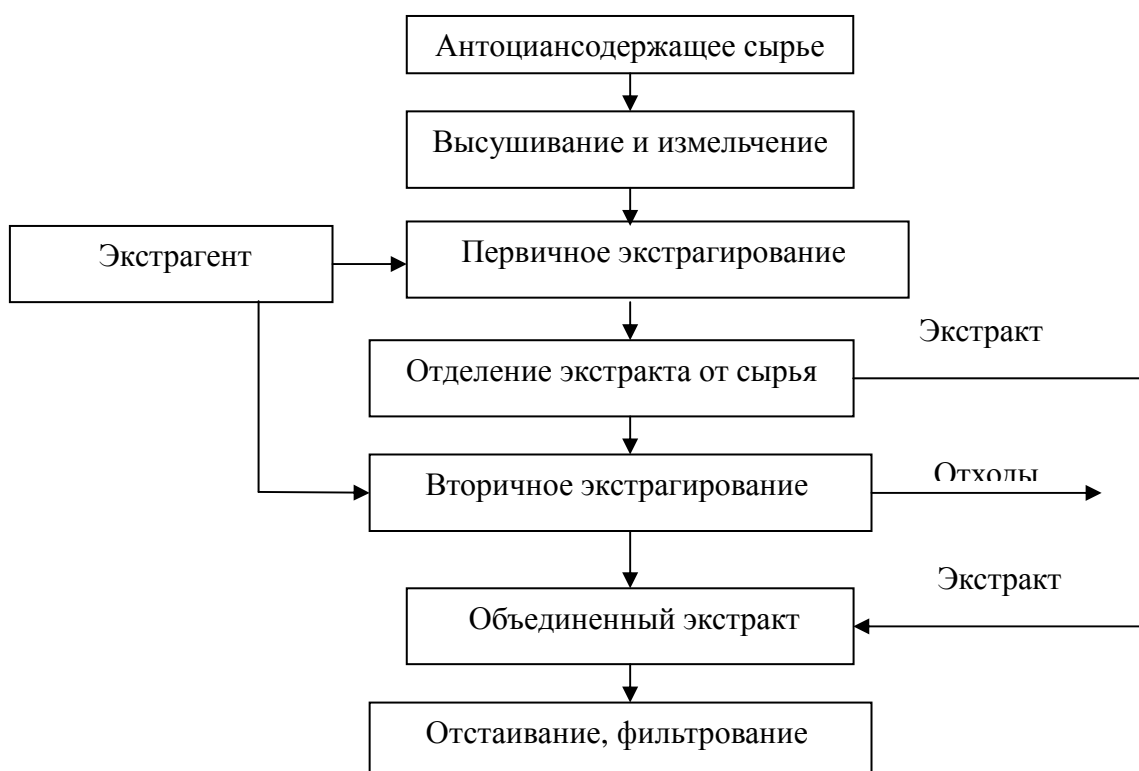 Антоциансодержащее сырье
Высушивание и измельчение
Экстрагент
Первичное экстрагирование
Экстракт
Отделение экстракта от сырья
Вторичное экстрагирование
Отходы
Экстракт
Объединенный экстракт
Отстаивание, фильтрование